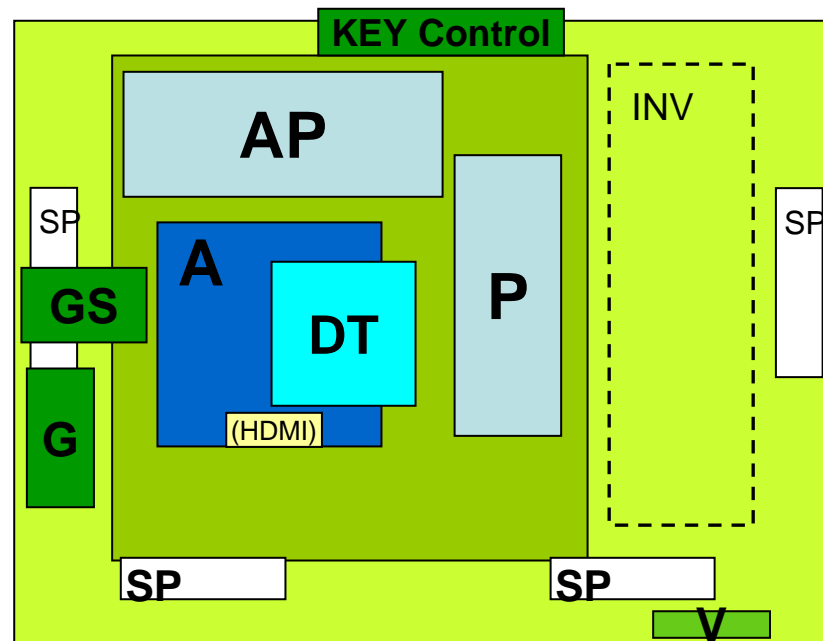 KEY Control
INV
AP
SP
SP
A
P
GS
DT
(HDMI)
G
SP
SP
V